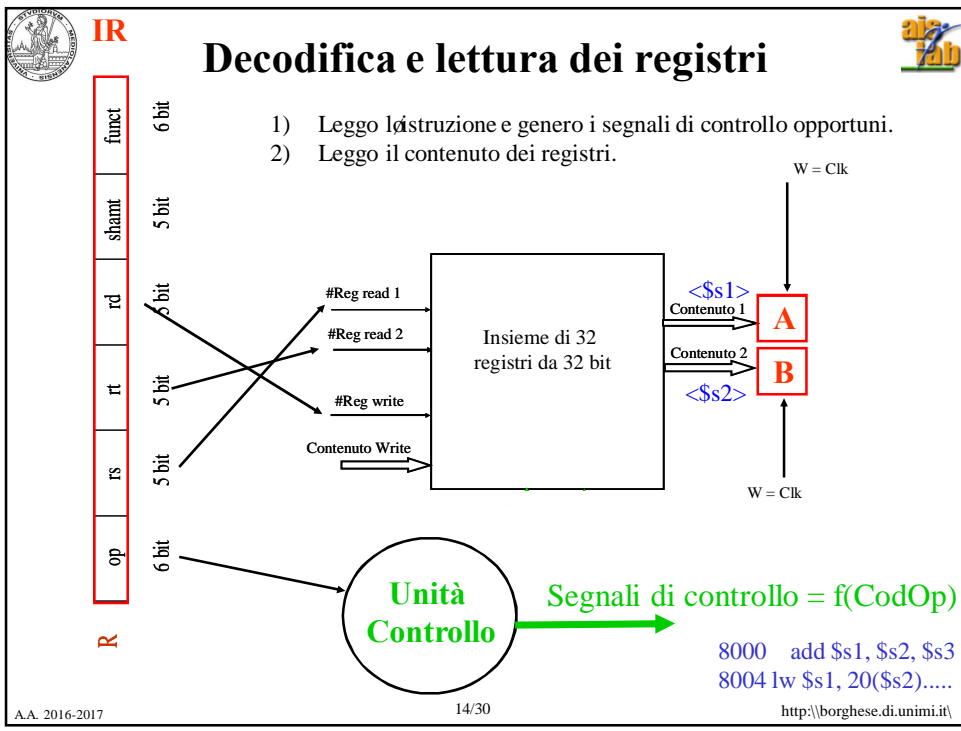 IR
Decodifica e lettura dei registri
1) Leggo løistruzione e genero i segnali di controllo opportuni.
2) Leggo il contenuto dei registri.
funct
6 bit
shamt
5 bit
rd
5 bit
rt
5 bit
rs
5 bit
op
6 bit
R
W = Clk
#Reg read 1
#Reg read 2
#Reg write
Contenuto Write
Insieme di 32
registri da 32 bit
<$s1>
Contenuto 1
A
Contenuto 2
B
<$s2>
W = Clk
Unità
Controllo
Segnali di controllo = f(CodOp)
8000 add $s1, $s2, $s3
8004 lw $s1, 20($s2).....
A.A. 2016-2017
14/30
http:\\borghese.di.unimi.it\